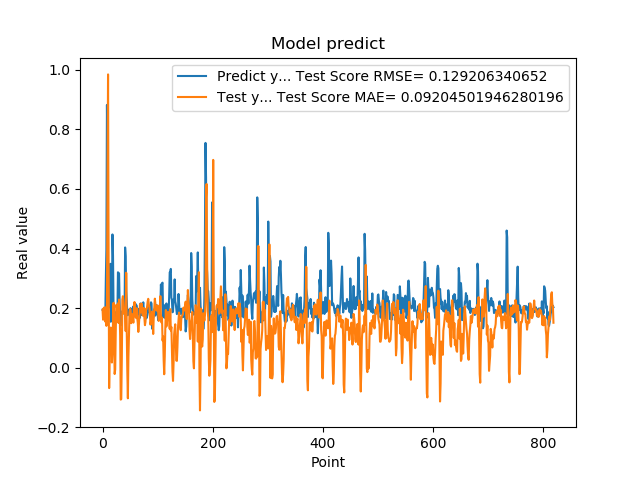 Model predict
Predict y... Test Score RMSE= 0.129206340652
Test y... Test Score MAE= 0.09204501946280196
Real value
1.0
0.8
0.6
0.4
0.2
0.0
−0.2
0 200 400 600 800
Point